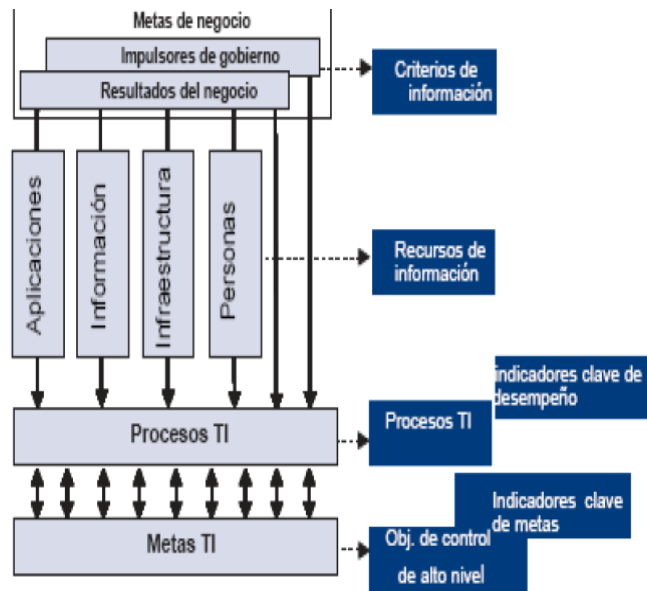 Metas de negocio
Impulsores de gobierno
Resultados del negocio
Criterios de
información
Aplicaciones
Información
Infraestructura
Personas
Recursos de
información
indicadores clave de
desempeño
Procesos TI
Procesos TI
Indicadores clave
de metas
Metas TI
Obj. de control
de alto nivel